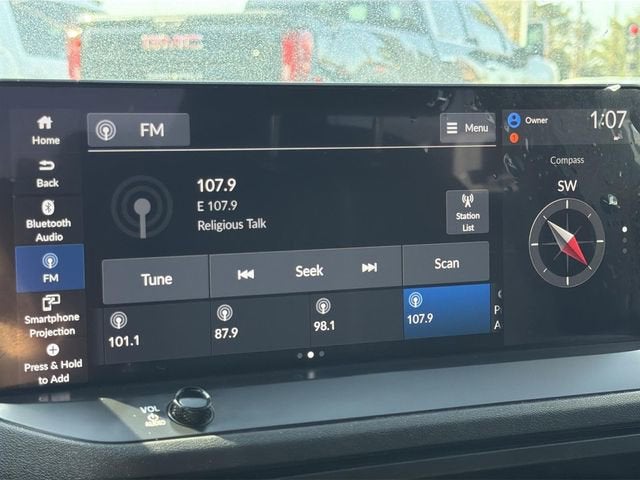 GMC
Home
Back
Bluetooth
Audio
FM
Smartphone
Projection
Press & Hold
to Add
FM
Menu
107.9
E 107.9
Religious Talk
Station
List
Tune
Seek
Scan
101.1
87.9
98.1
107.9
Owner
1:07
Compass
SW
VOL
AUDIO